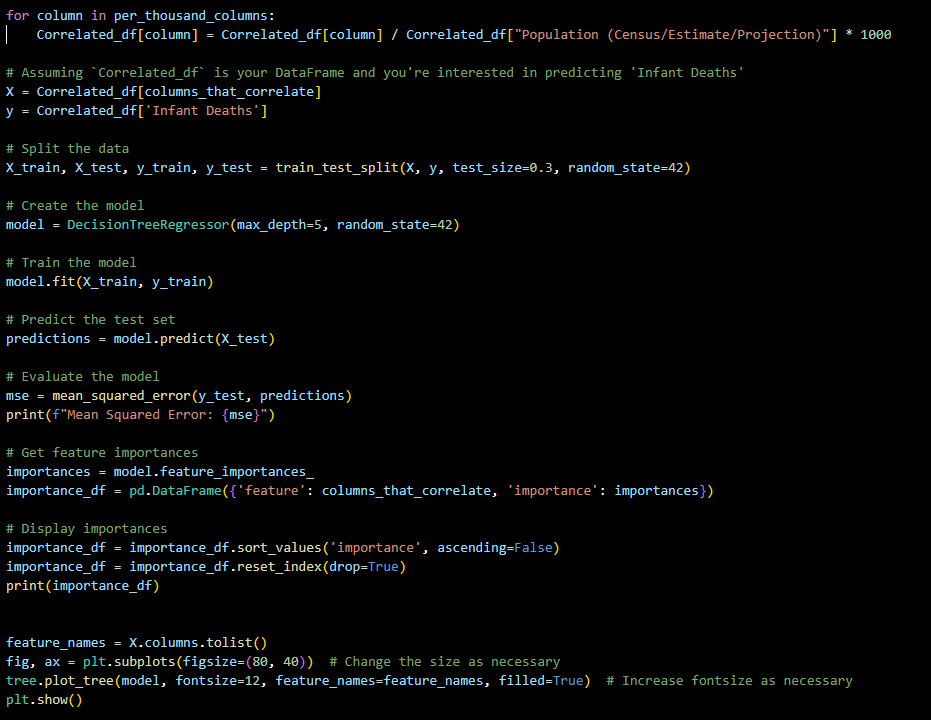 for column in per_thousand_columns:
    Correlated_df[column] = Correlated_df[column] / Correlated_df["Population (Census/Estimate/Projection)"] * 1000
# Assuming `Correlated_df` is your DataFrame and you're interested in predicting 'Infant Deaths'
X = Correlated_df[columns_that_correlate]
y = Correlated_df['Infant Deaths']
# Split the data
X_train, X_test, y_train, y_test = train_test_split(X, y, test_size=0.3, random_state=42)
# Create the model
model = DecisionTreeRegressor(max_depth=5, random_state=42)
# Train the model
model.fit(X_train, y_train)
# Predict the test set
predictions = model.predict(X_test)
# Evaluate the model
mse = mean_squared_error(y_test, predictions)
print(f"Mean Squared Error: {mse}")
# Get feature importances
importances = model.feature_importances_
importance_df = pd.DataFrame({'feature': columns_that_correlate, 'importance': importances})
# Display importances
importance_df = importance_df.sort_values('importance', ascending=False)
importance_df = importance_df.reset_index(drop=True)
print(importance_df)
feature_names = X.columns.tolist()
fig, ax = plt.subplots(figsize=(80, 40))  # Change the size as necessary
tree.plot_tree(model, fontsize=12, feature_names=feature_names, filled=True)  # Increase fontsize as necessary
plt.show()